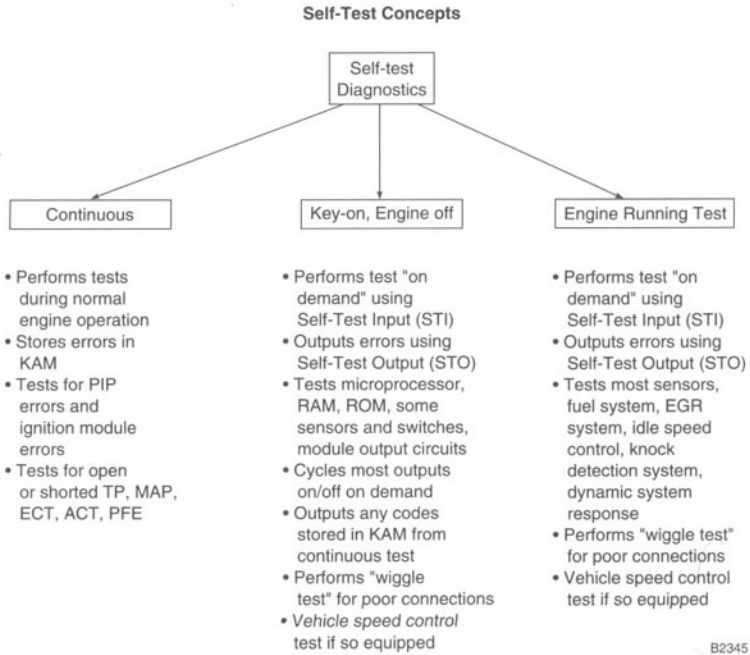 Self-Test Concepts
Self-test
Diagnostics
Continuous
• Performs tests
during normal
engine operation
• Stores errors in
KAM
• Tests for PIP
errors and
ignition module
errors
• Tests for open
or shorted TP, MAP,
ECT, ACT, PFE
Key-on, Engine off
• Performs test "on
demand" using
Self-Test Input (STI)
• Outputs errors using
Self-Test Output (STO)
• Tests microprocessor,
RAM, ROM, some
sensors and switches,
module output circuits
• Cycles most outputs
on/off on demand
• Outputs any codes
stored in KAM from
continuous test
• Performs "wiggle
test" for poor connections
• Vehicle speed control
test if so equipped
Engine Running Test
• Performs test "on
demand" using
Self-Test Input (STI)
• Outputs errors using
Self-Test Output (STO)
• Tests most sensors,
fuel system, EGR
system, idle speed
control, knock
detection system,
dynamic system
response
• Performs "wiggle test"
for poor connections
• Vehicle speed control
test if so equipped
B2345